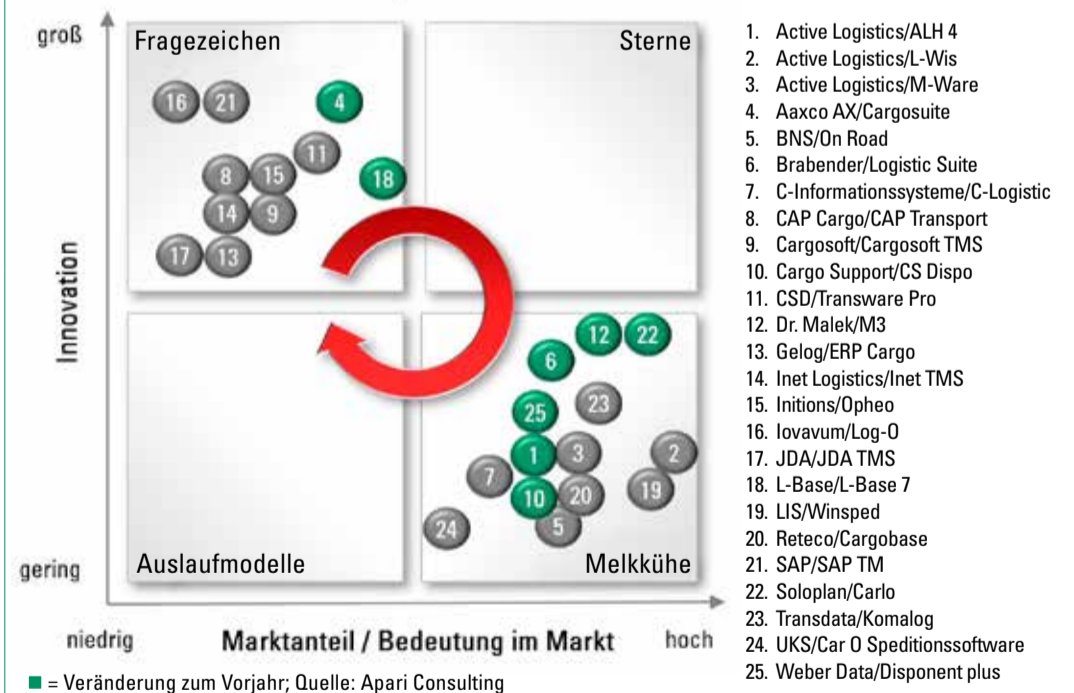 groß
Fragezeichen
Sterne
16
21
4
11
8
15
18
14
9
17
13
Innovation
12
22
6
25
23
1
3
2
7
10
20
19
24
5
Auslaufmodelle
Melkkühe
gering
niedrig
Marktanteil / Bedeutung im Markt
hoch
■ = Veränderung zum Vorjahr; Quelle: Apari Consulting
1. Active Logistics/ALH 4
2. Active Logistics/L-Wis
3. Active Logistics/M-Ware
4. Aaxco AX/Cargosuite
5. BNS/On Road
6. Brabender/Logistic Suite
7. C-Informationssysteme/C-Logistic
8. CAP Cargo/CAP Transport
9. Cargosoft/Cargosoft TMS
10. Cargo Support/CS Dispo
11. CSD/Transware Pro
12. Dr. Malek/M3
13. Gelog/ERP Cargo
14. Inet Logistics/Inet TMS
15. Initions/Opheo
16. Iovavum/Log-O
17. JDA/JDA TMS
18. L-Base/L-Base 7
19. LIS/Winsped
20. Reteco/Cargobase
21. SAP/SAP TM
22. Soloplan/Carlo
23. Transdata/Komalog
24. UKS/Car O Speditionssoftware
25. Weber Data/Disponent plus